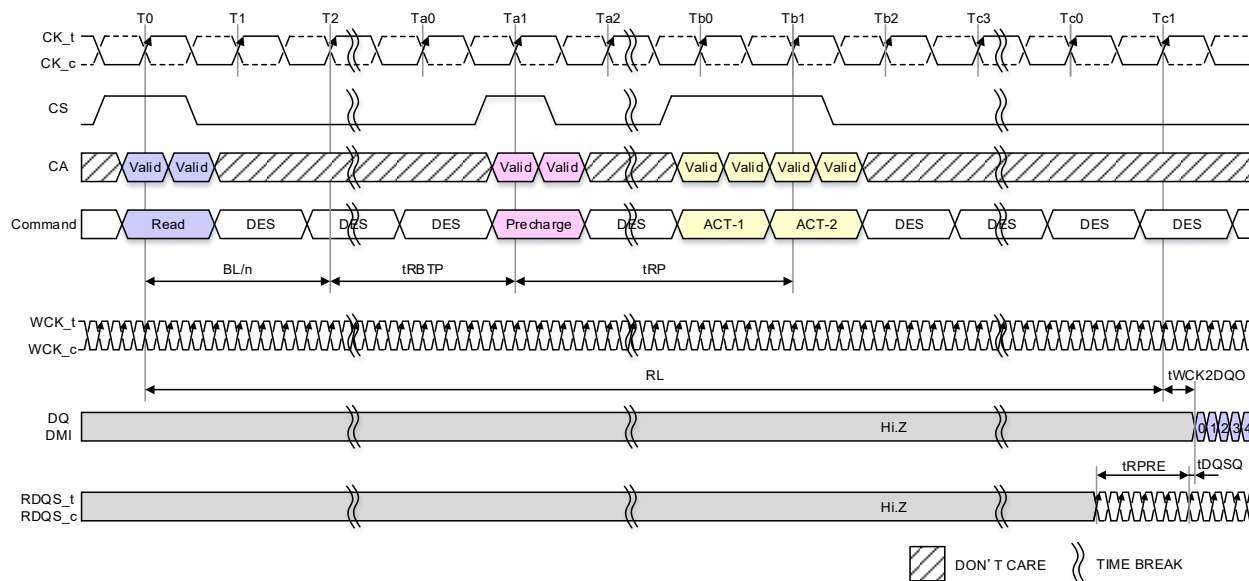 T0 T1 T2 Ta0 Ta1 Ta2 Tb0 Tb1 Tb2 Tc3 Tc0 Tc1
CK_t
CK_c
CS
CA Valid Valid Valid Valid Valid Valid Valid Valid
Command Read DES DES DES Precharge DES ACT-1 ACT-2 DES DES DES DES
BL/n tRBTP tRP
WCK_t
WCK_c
RL tWCK2DQO
DQ
DMI
Hi.Z 0 1 2 3 4
tRPRE tDQSQ
RDQS_t
RDQS_c
Hi.Z
DON'T CARE TIME BREAK